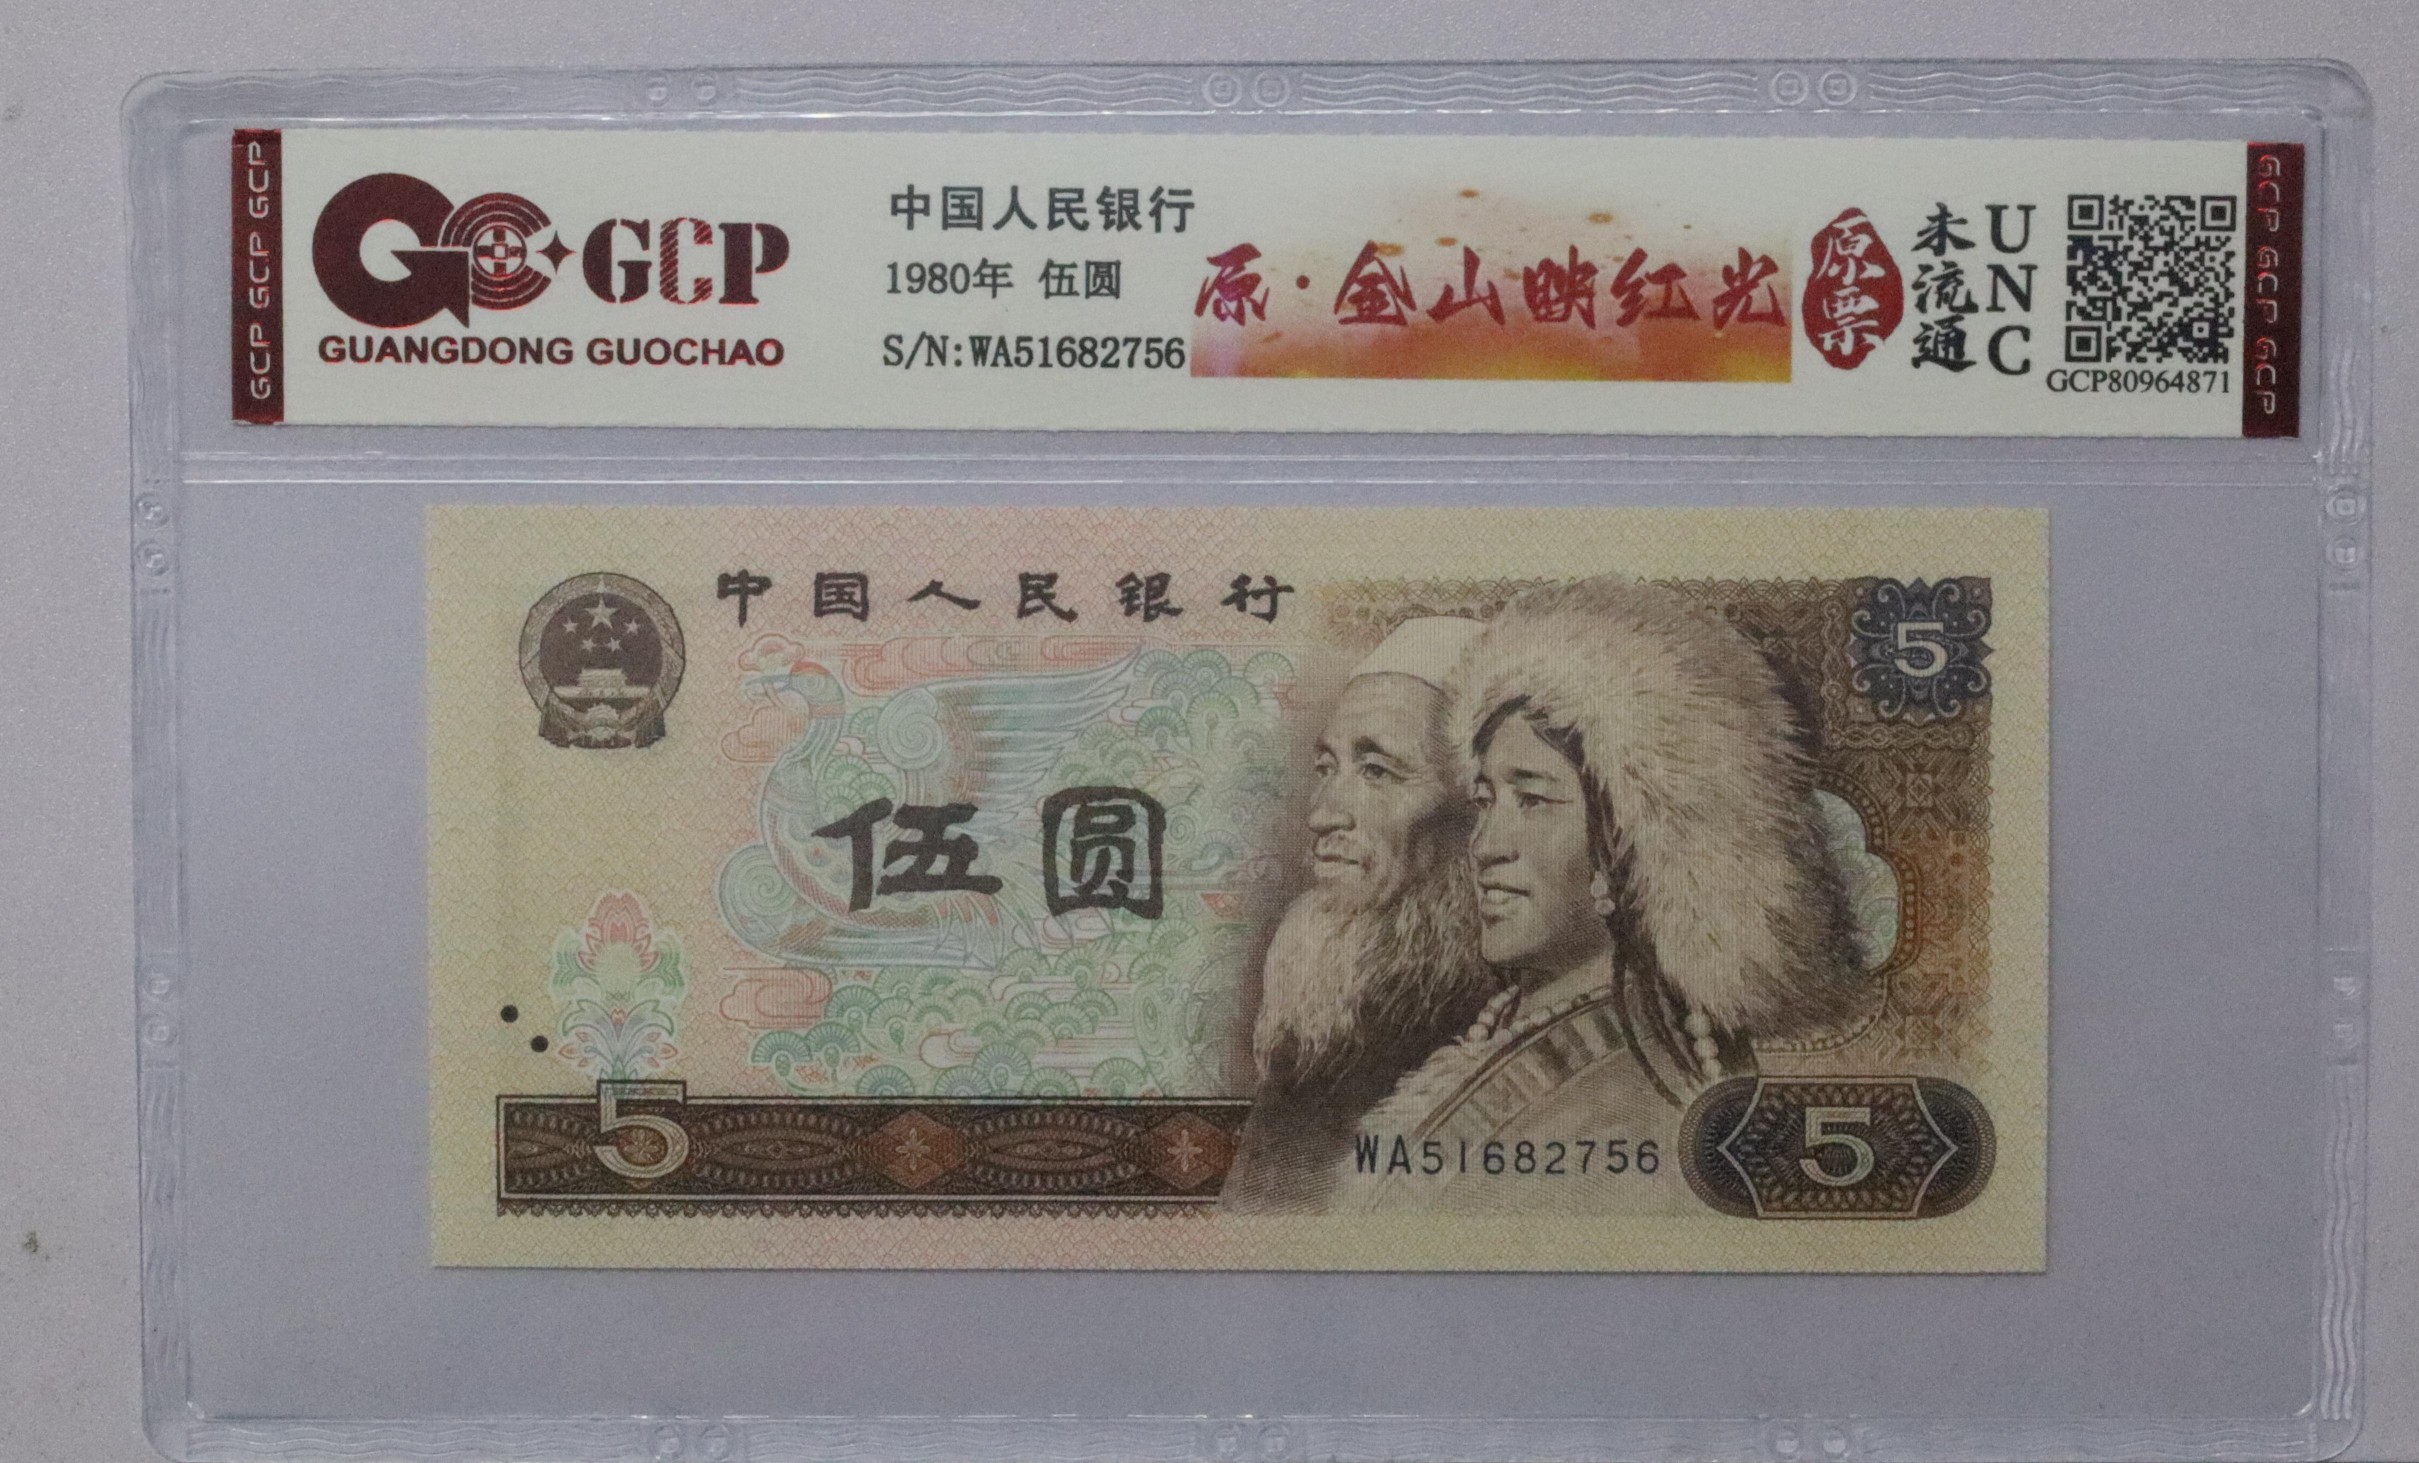 GCP GCP GCP
GCP
GUANGDONG GUOCHAO
中国人民银行
1980年 伍圆
S/N:WA51682756
原·金山映红光
原票
未流通
UNC
GCP80964871
GCP GCP GCP
中国人民银行
5
伍圆
5
WA51682756
5